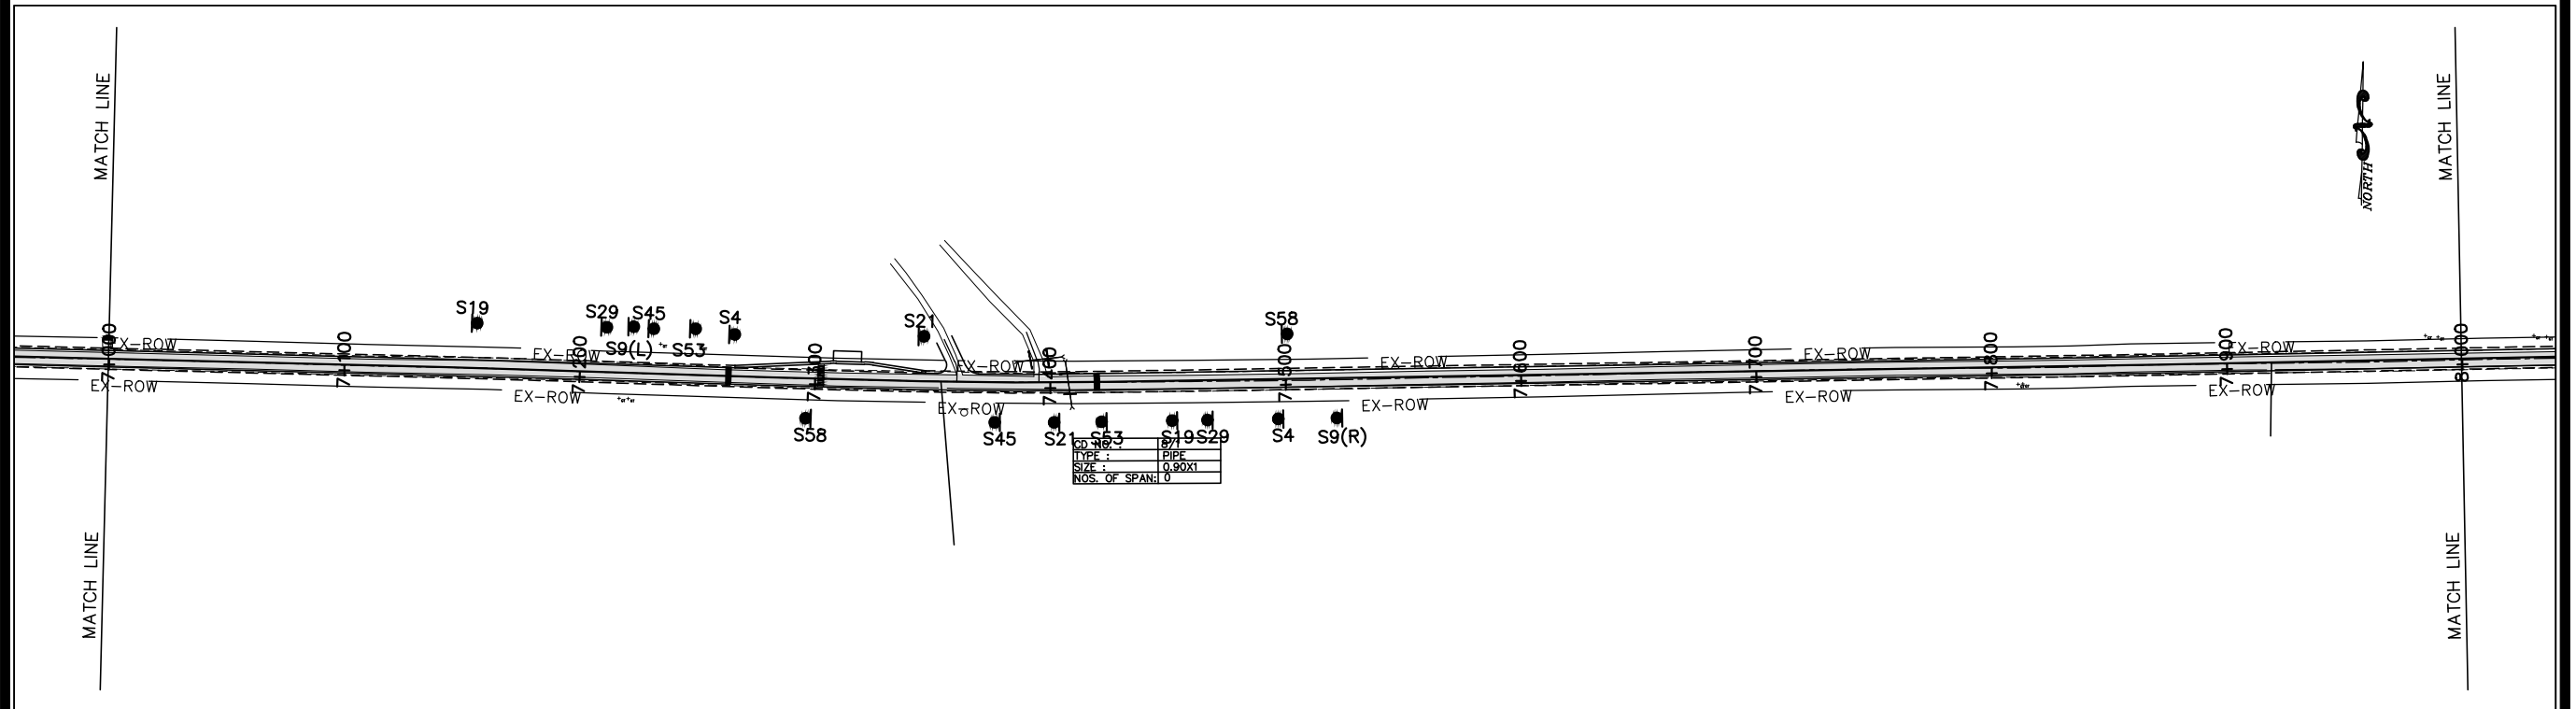 MATCH LINE
MATCH LINE
NORTH
S19
S29
S45
S4
S21
S58
S9(L)
S53
EX-ROW
EX-ROW
EX-ROW
EX-ROW
EX-ROW
EX-ROW
7+000
7+100
7+200
7+300
7+400
7+500
7+600
7+700
7+800
7+900
8+000
EX-ROW
EX-ROW
EX-ROW
EX-ROW
EX-ROW
EX-ROW
S58
S45
S21
S53
S19
S29
S4
S9(R)
CD NO. : 8/1
TYPE : PIPE
SIZE : 0.90X1
NOS. OF SPAN: 0
MATCH LINE
MATCH LINE